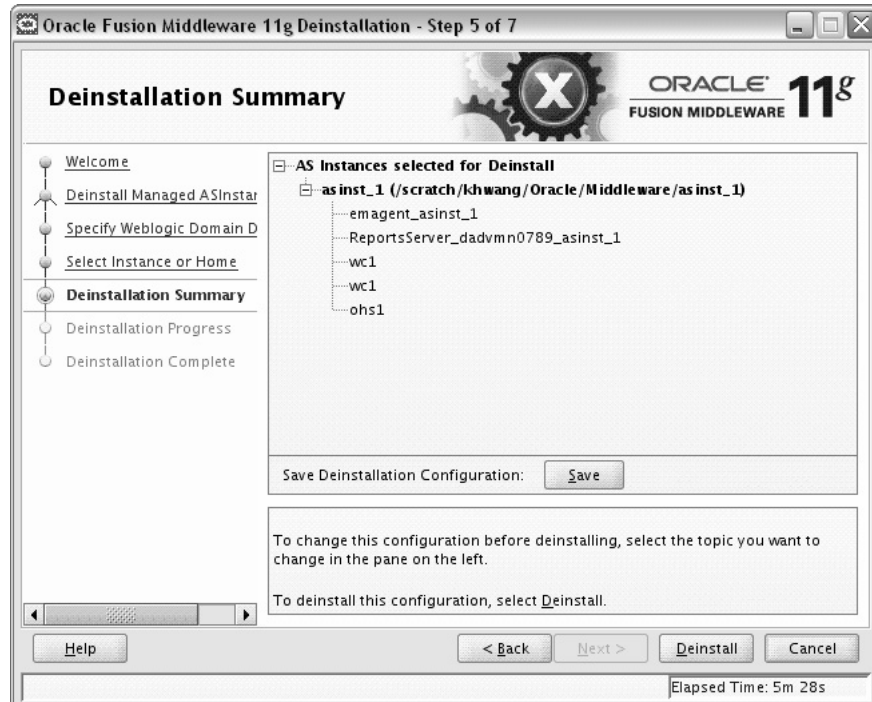 Oracle Fusion Middleware 11g Deinstallation - Step 5 of 7
Deinstallation Summary
ORACLE
FUSION MIDDLEWARE
11g
Welcome
Deinstall Managed ASInstar
Specify Weblogic Domain D
Select Instance or Home
Deinstallation Summary
Deinstallation Progress
Deinstallation Complete
AS Instances selected for Deinstall
asinst_1 (/scratch/khwang/Oracle/Middleware/asinst_1)
emagent_asinst_1
ReportsServer_dadvmn0789_asinst_1
wc1
wc1
ohs1
Save Deinstallation Configuration: Save
To change this configuration before deinstalling, select the topic you want to
change in the pane on the left.
To deinstall this configuration, select Deinstall.
Help < Back Next > Deinstall Cancel
Elapsed Time: 5m 28s